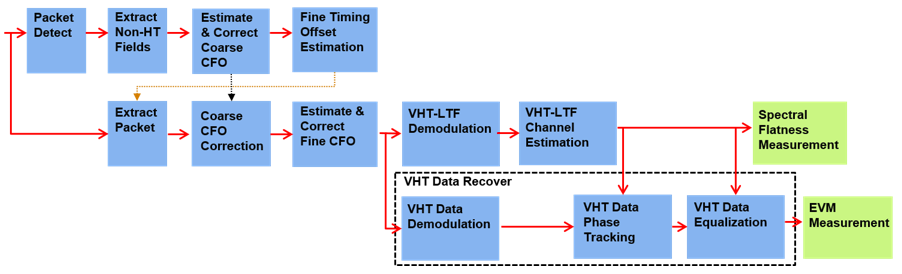 Packet
Detect
Extract
Non-HT
Fields
Estimate
& Correct
Coarse
CFO
Fine Timing
Offset
Estimation
Extract
Packet
Coarse
CFO
Correction
Estimate &
Correct
Fine CFO
VHT-LTF
Demodulation
VHT-LTF
Channel
Estimation
Spectral
Flatness
Measurement
VHT Data Recover
VHT Data
Demodulation
VHT Data
Phase
Tracking
VHT Data
Equalization
EVM
Measurement